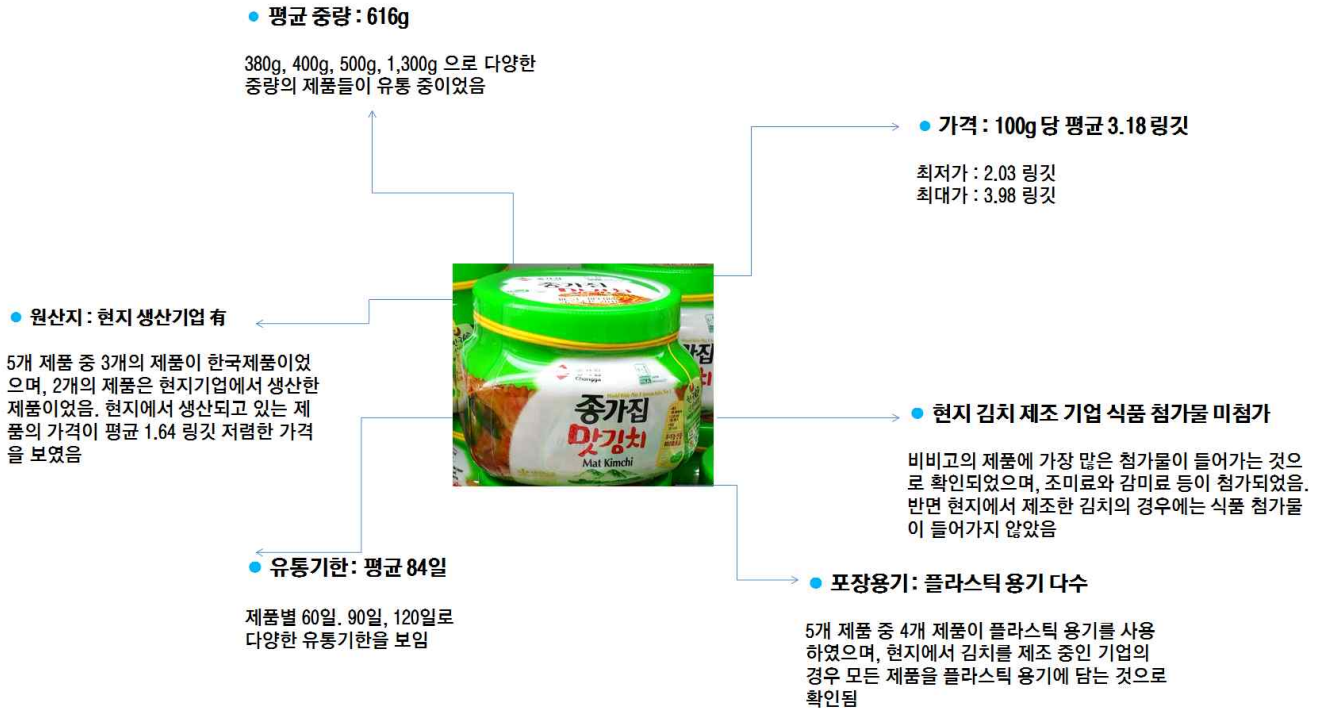 평균 중량 : 616g
380g, 400g, 500g, 1,300g 으로 다양한
중량의 제품들이 유통 중이었음
가격 : 100g 당 평균 3.18 링깃
최저가 : 2.03 링깃
최대가 : 3.98 링깃
원산지 : 현지 생산기업 有
5개 제품 중 3개의 제품이 한국제품이었
으며, 2개의 제품은 현지기업에서 생산한
제품이었음. 현지에서 생산되고 있는 제
품의 가격이 평균 1.64 링깃 저렴한 가격
을 보였음
종가집
맛김치
Chongga
종가집
맛김치
Mat Kimchi
현지 김치 제조 기업 식품 첨가물 미첨가
비비고의 제품에 가장 많은 첨가물이 들어가는 것으
로 확인되었으며, 조미료와 감미료 등이 첨가되었음.
반면 현지에서 제조한 김치의 경우에는 식품 첨가물
이 들어가지 않았음
유통기한 : 평균 84일
제품별 60일. 90일, 120일로
다양한 유통기한을 보임
포장용기 : 플라스틱 용기 다수
5개 제품 중 4개 제품이 플라스틱 용기를 사용
하였으며, 현지에서 김치를 제조 중인 기업의
경우 모든 제품을 플라스틱 용기에 담는 것으로
확인됨